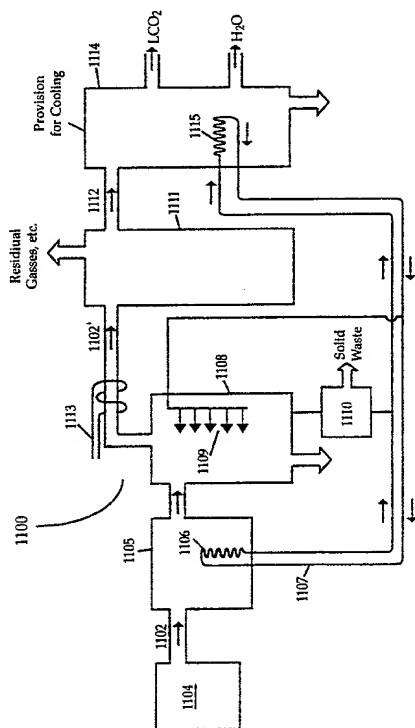 Residiual
Gasses, etc.
Provision
for Cooling
1114
LCO₂
H₂O
1115
1112
1111
1102'
1113
1108
1109
Solid
Waste
1110
1100
1105
1106
1107
1102
1104